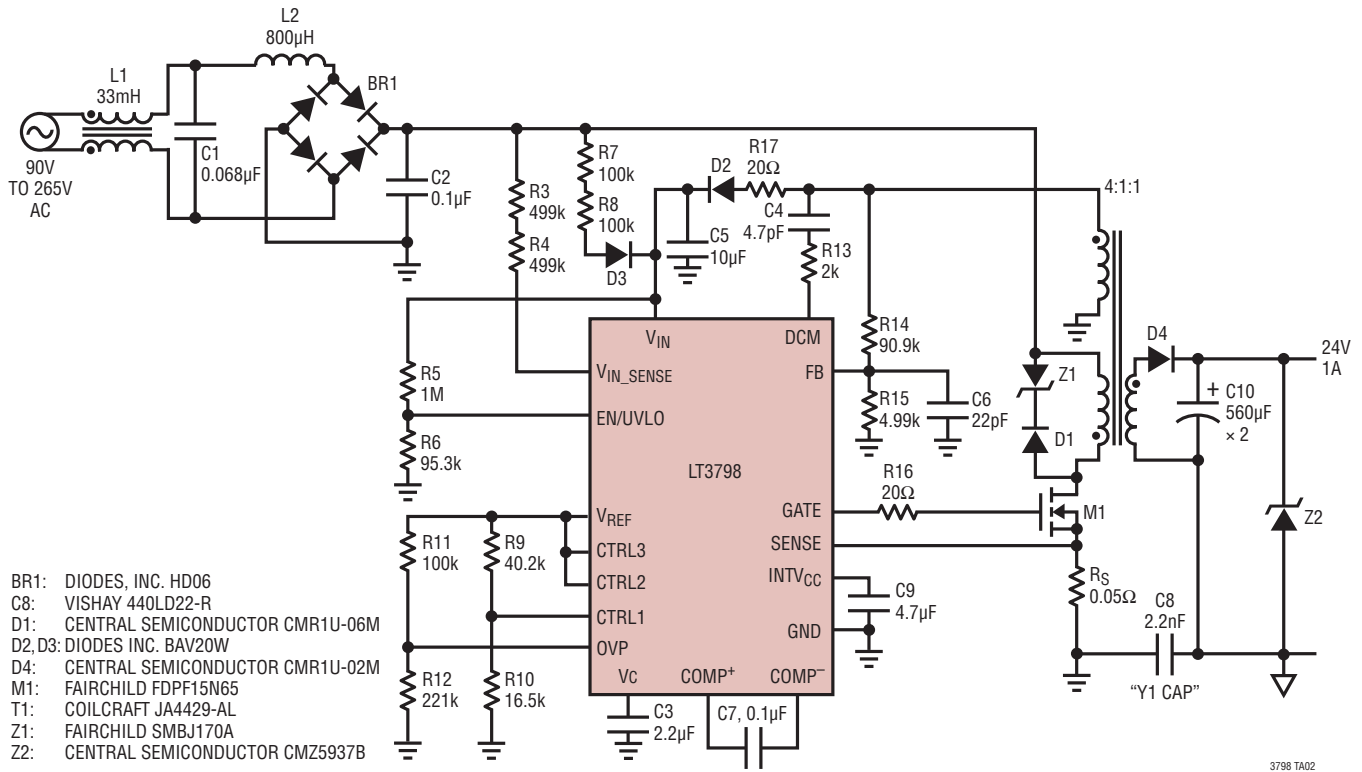 L2
800µH
L1
33mH
BR1
90V
TO 265V
AC
C1
0.068µF
C2
0.1µF
R3
499k
R4
499k
R7
100k
R8
100k
D3
D2
R17
20Ω
C5
10µF
C4
4.7pF
R13
2k
4:1:1
R14
90.9k
R15
4.99k
C6
22pF
Z1
D1
D4
24V
1A
+ C10
560µF
× 2
Z2
R5
1M
R6
95.3k
VIN
DCM
VIN_SENSE
FB
EN/UVLO
LT3798
VREF
GATE
CTRL3
SENSE
CTRL2
INTVCC
CTRL1
GND
OVP
VC
COMP+
COMP–
R16
20Ω
M1
RS
0.05Ω
C8
2.2nF
"Y1 CAP"
C9
4.7µF
R11
100k
R9
40.2k
R12
221k
R10
16.5k
C3
2.2µF
C7, 0.1µF
BR1: DIODES, INC. HD06
C8: VISHAY 440LD22-R
D1: CENTRAL SEMICONDUCTOR CMR1U-06M
D2,D3: DIODES INC. BAV20W
D4: CENTRAL SEMICONDUCTOR CMR1U-02M
M1: FAIRCHILD FDPF15N65
T1: COILCRAFT JA4429-AL
Z1: FAIRCHILD SMBJ170A
Z2: CENTRAL SEMICONDUCTOR CMZ5937B
3798 TA02